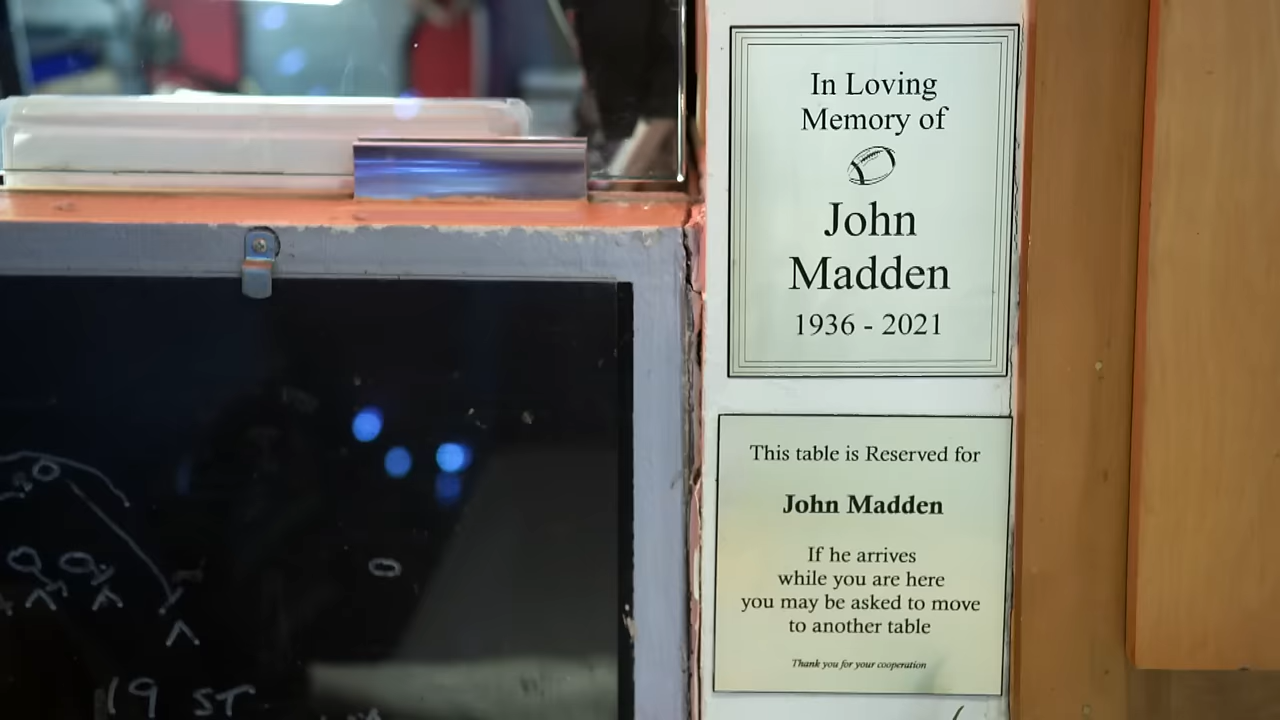 In Loving
Memory of
John
Madden
1936 - 2021
This table is Reserved for
John Madden
If he arrives
while you are here
you may be asked to move
to another table
Thank you for your cooperation
19 ST